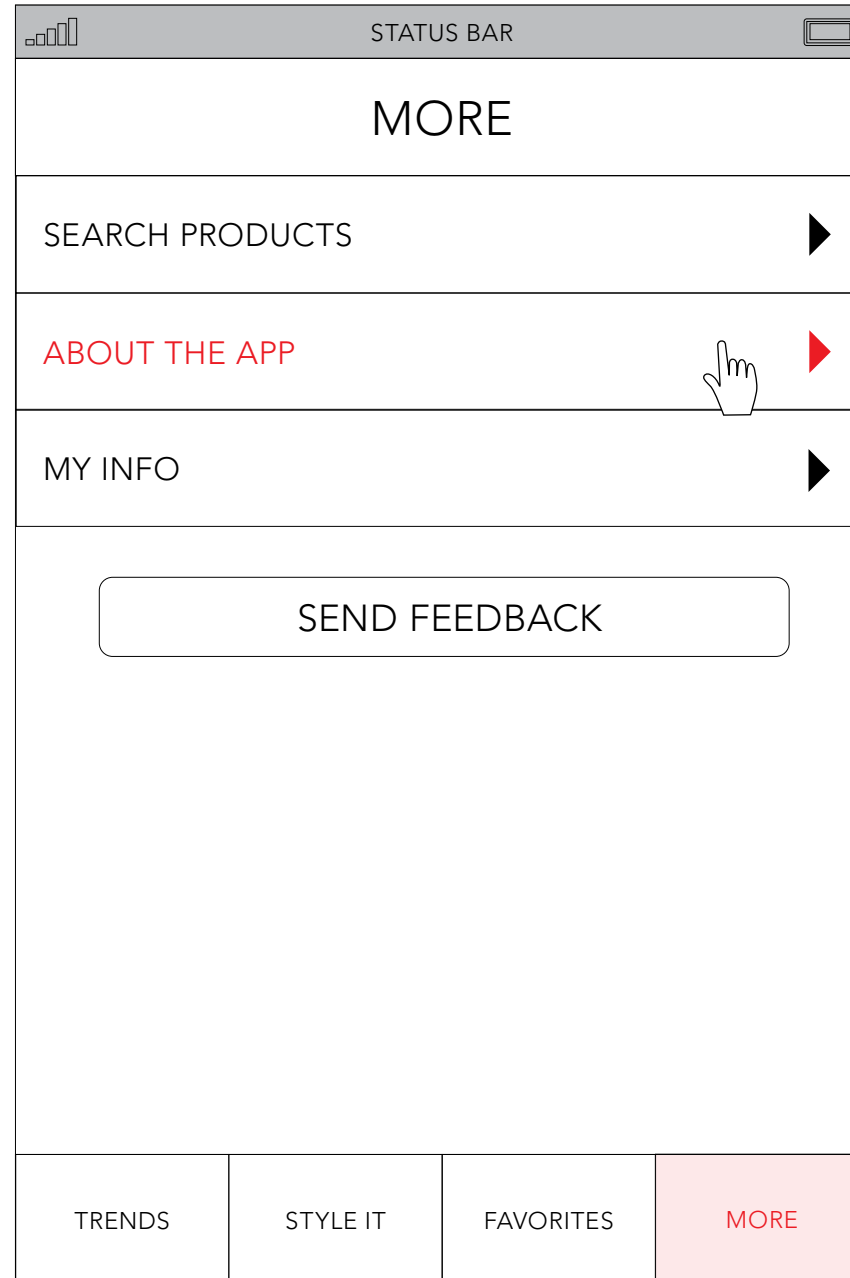 STATUS BAR
MORE
SEARCH PRODUCTS
ABOUT THE APP
MY INFO
SEND FEEDBACK
TRENDS
STYLE IT
FAVORITES
MORE